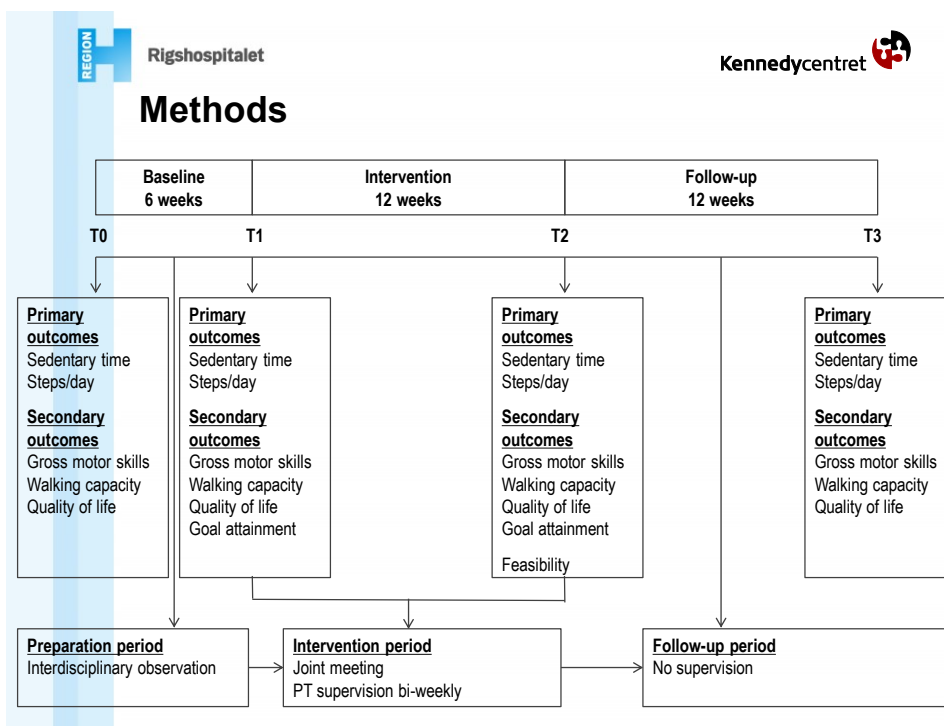 REGION
Rigshospitalet
Kennedycentret
Methods
Baseline
6 weeks
Intervention
12 weeks
Follow-up
12 weeks
T0
T1
T2
T3
Primary
outcomes
Sedentary time
Steps/day
Secondary
outcomes
Gross motor skills
Walking capacity
Quality of life
Primary
outcomes
Sedentary time
Steps/day
Secondary
outcomes
Gross motor skills
Walking capacity
Quality of life
Goal attainment
Primary
outcomes
Sedentary time
Steps/day
Secondary
outcomes
Gross motor skills
Walking capacity
Quality of life
Goal attainment
Feasibility
Primary
outcomes
Sedentary time
Steps/day
Secondary
outcomes
Gross motor skills
Walking capacity
Quality of life
Preparation period
Interdisciplinary observation
Intervention period
Joint meeting
PT supervision bi-weekly
Follow-up period
No supervision